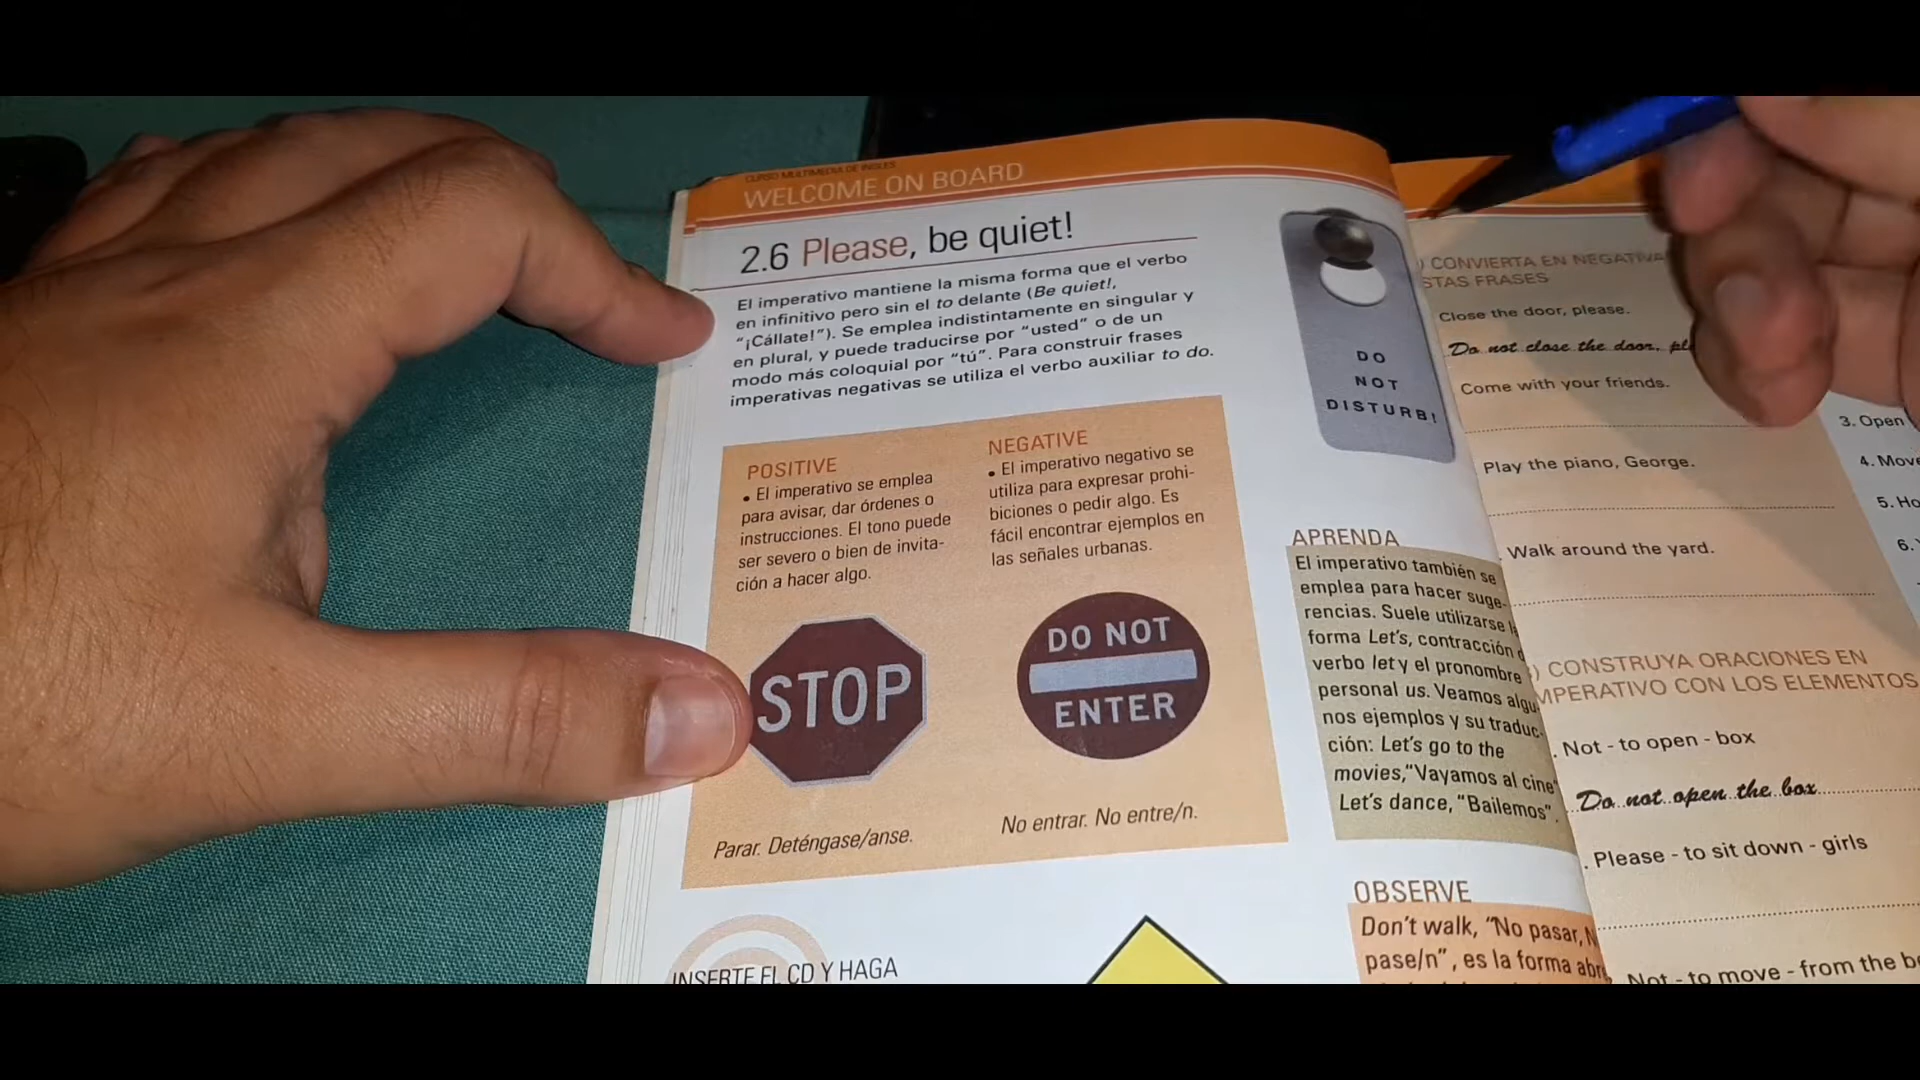 CURSO MULTIMEDIA DE INGLÉS
WELCOME ON BOARD
2.6 Please, be quiet!
El imperativo mantiene la misma forma que el verbo
en infinitivo pero sin el to delante (Be quiet!,
“¡Cállate!”). Se emplea indistintamente en singular y
en plural, y puede traducirse por “usted” o de un
modo más coloquial por “tú”. Para construir frases
imperativas negativas se utiliza el verbo auxiliar to do.
POSITIVE
• El imperativo se emplea
para avisar, dar órdenes o
instrucciones. El tono puede
ser severo o bien de invita-
ción a hacer algo.
STOP
Parar. Deténgase/anse.
NEGATIVE
• El imperativo negativo se
utiliza para expresar prohi-
biciones o pedir algo. Es
fácil encontrar ejemplos en
las señales urbanas.
DO NOT
ENTER
No entrar. No entre/n.
INSERTE EL CD Y HAGA
DO
NOT
DISTURB!
APRENDA
El imperativo también se
emplea para hacer suge-
rencias. Suele utilizarse
forma Let's, contracción
verbo let y el pronombre
personal us. Veamos algu
nos ejemplos y su traduc-
ción: Let's go to the
movies,“Vayamos al cine”
Let's dance, “Bailemos”.
OBSERVE
Don't walk, “No pasar,
pase/n”, es la forma
) CONVIERTA EN NEGATIVA
STAS FRASES
Close the door, please.
Do not close the door,
Come with your friends.
Play the piano, George.
. Walk around the yard.
) CONSTRUYA ORACIONES EN
MPERATIVO CON LOS ELEMENTOS
. Not - to open - box
Do not open the box
. Please - to sit down - girls
Not - to move - from the
3. Open
4. Move
5.
6.